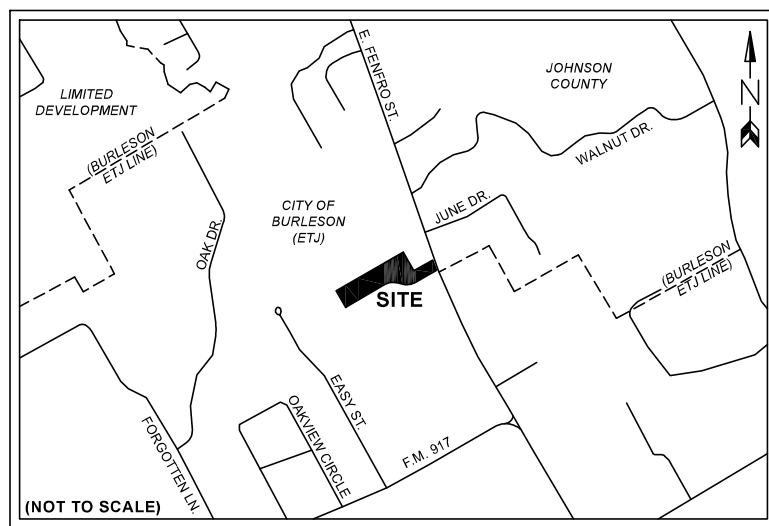 LIMITED
DEVELOPMENT
(BURLESON
ETJ LINE)
OAK DR.
CITY OF
BURLESON
(ETJ)
E. FENFRO ST.
JOHNSON
COUNTY
N
WALNUT DR.
JUNE DR.
(BURLESON
ETJ LINE)
SITE
EASY ST.
OAKVIEW CIRCLE
F.M. 917
FORGOTTEN LN.
(NOT TO SCALE)